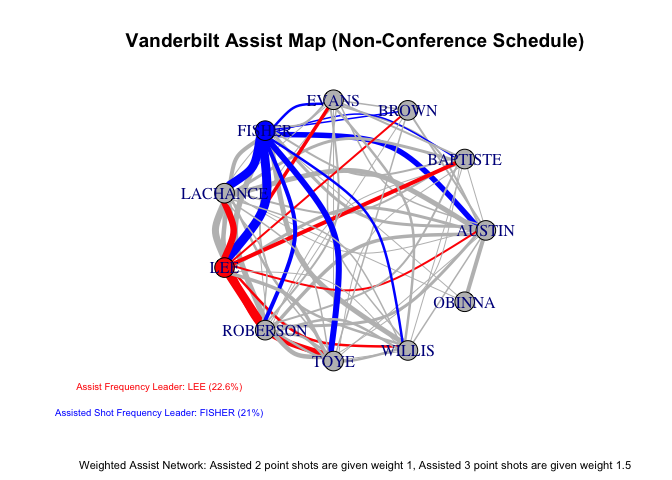 Vanderbilt Assist Map (Non-Conference Schedule)
EVANS
BROWN
FISHER
BAPTISTE
LACHANCE
AUSTIN
LEE
OBINNA
ROBERSON
WILLIS
TOYE
Assist Frequency Leader: LEE (22.6%)
Assisted Shot Frequency Leader: FISHER (21%)
Weighted Assist Network: Assisted 2 point shots are given weight 1, Assisted 3 point shots are given weight 1.5